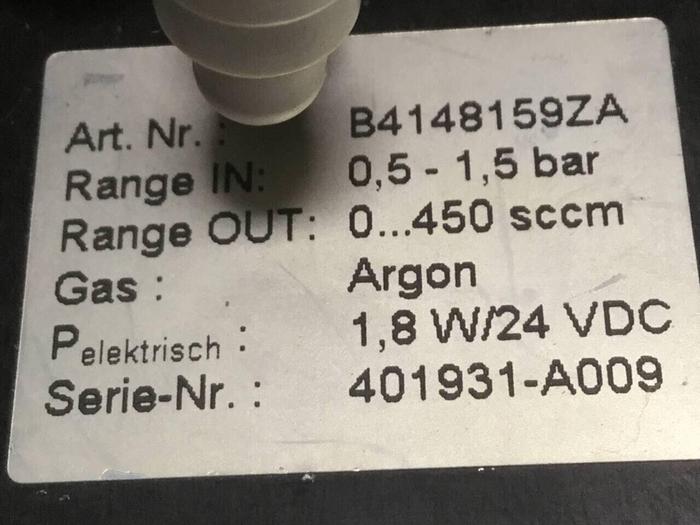 Art. Nr. : B4148159ZA
Range IN: 0,5 - 1,5 bar
Range OUT: 0...450 sccm
Gas : Argon
Pelektrisch : 1,8 W/24 VDC
Serie-Nr. : 401931-A009